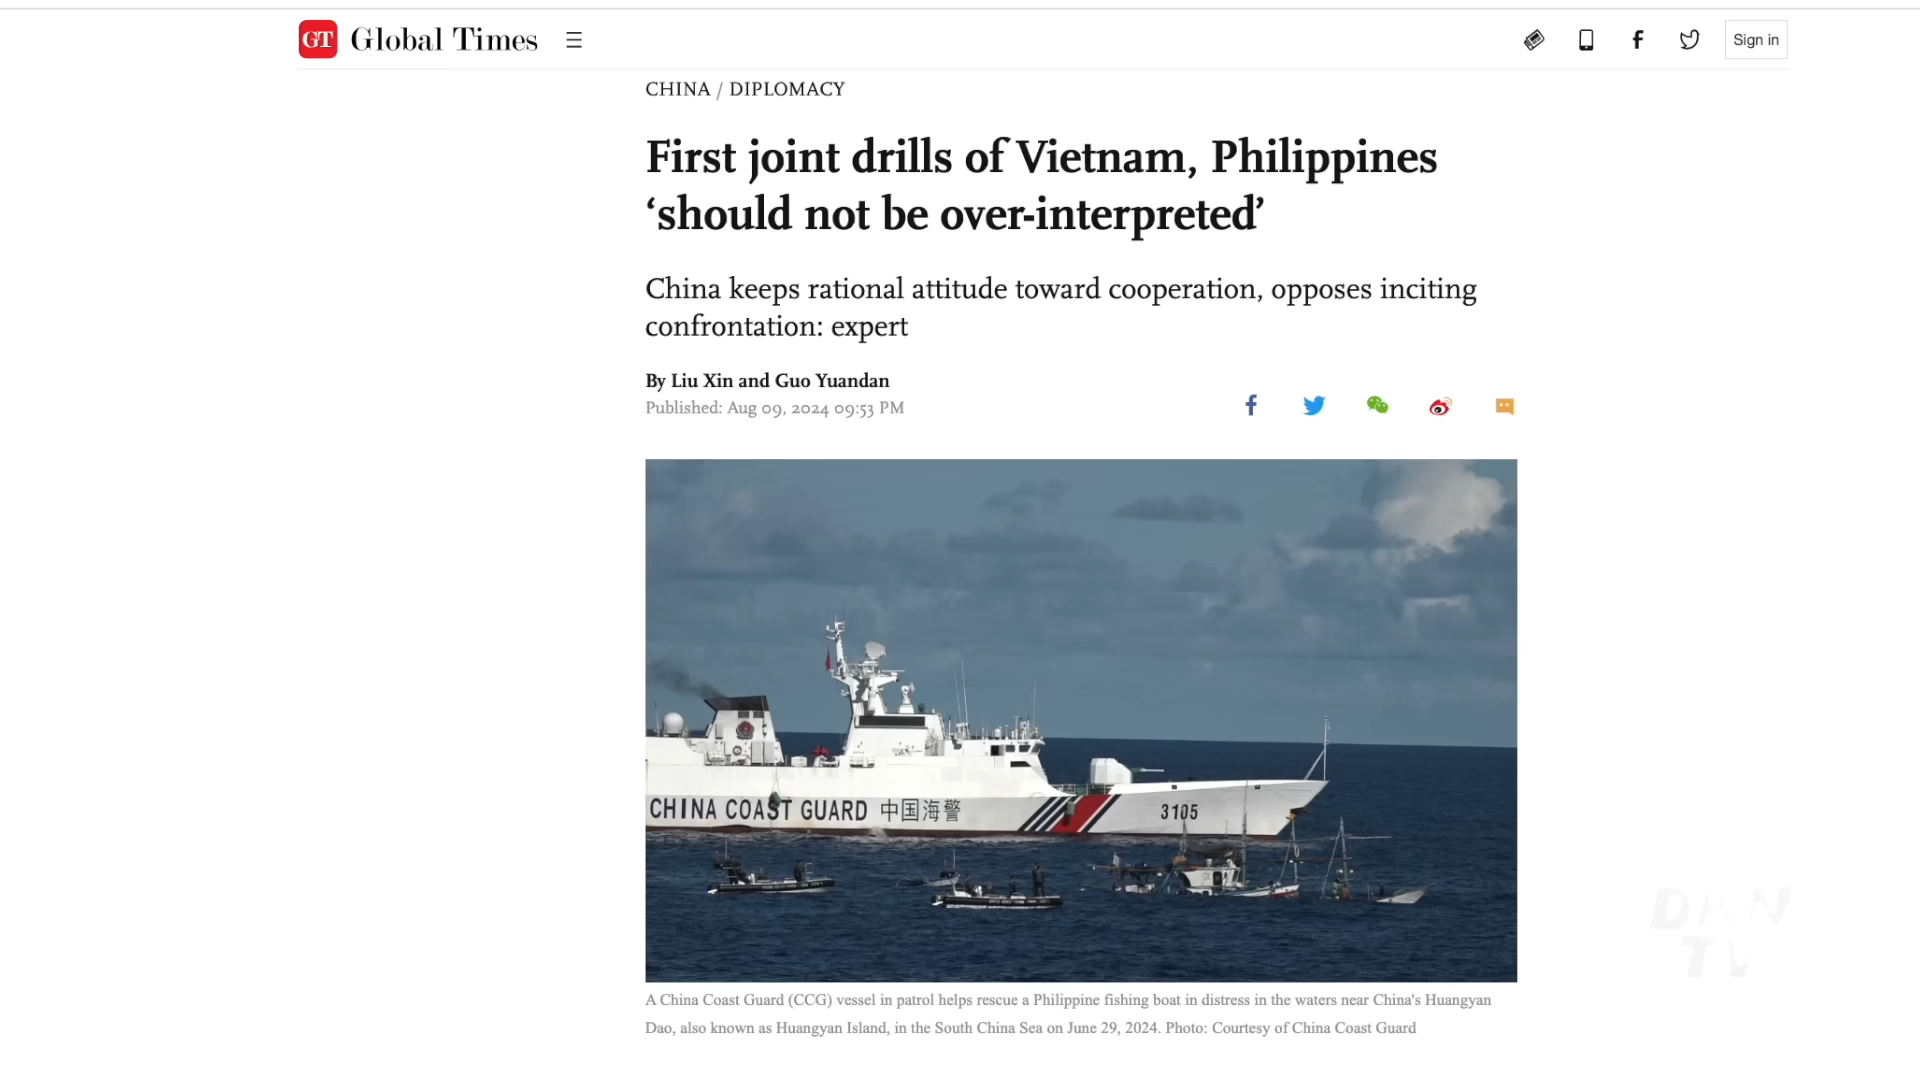 GT Global Times
Sign in
CHINA / DIPLOMACY
First joint drills of Vietnam, Philippines
‘should not be over-interpreted’
China keeps rational attitude toward cooperation, opposes inciting
confrontation: expert
By Liu Xin and Guo Yuandan
Published: Aug 09, 2024 09:53 PM
CHINA COAST GUARD 中国海警
3105
A China Coast Guard (CCG) vessel in patrol helps rescue a Philippine fishing boat in distress in the waters near China's Huangyan
Dao, also known as Huangyan Island, in the South China Sea on June 29, 2024. Photo: Courtesy of China Coast Guard
DAN
TV